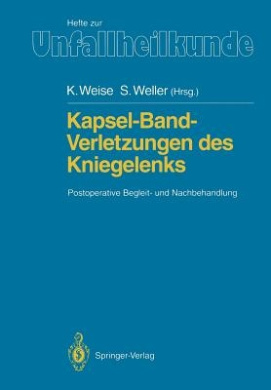 Hefte zur
Unfallheilkunde
K. Weise S. Weller (Hrsg.)
Kapsel-Band-
Verletzungen des
Kniegelenks
Postoperative Begleit- und Nachbehandlung
Springer-Verlag